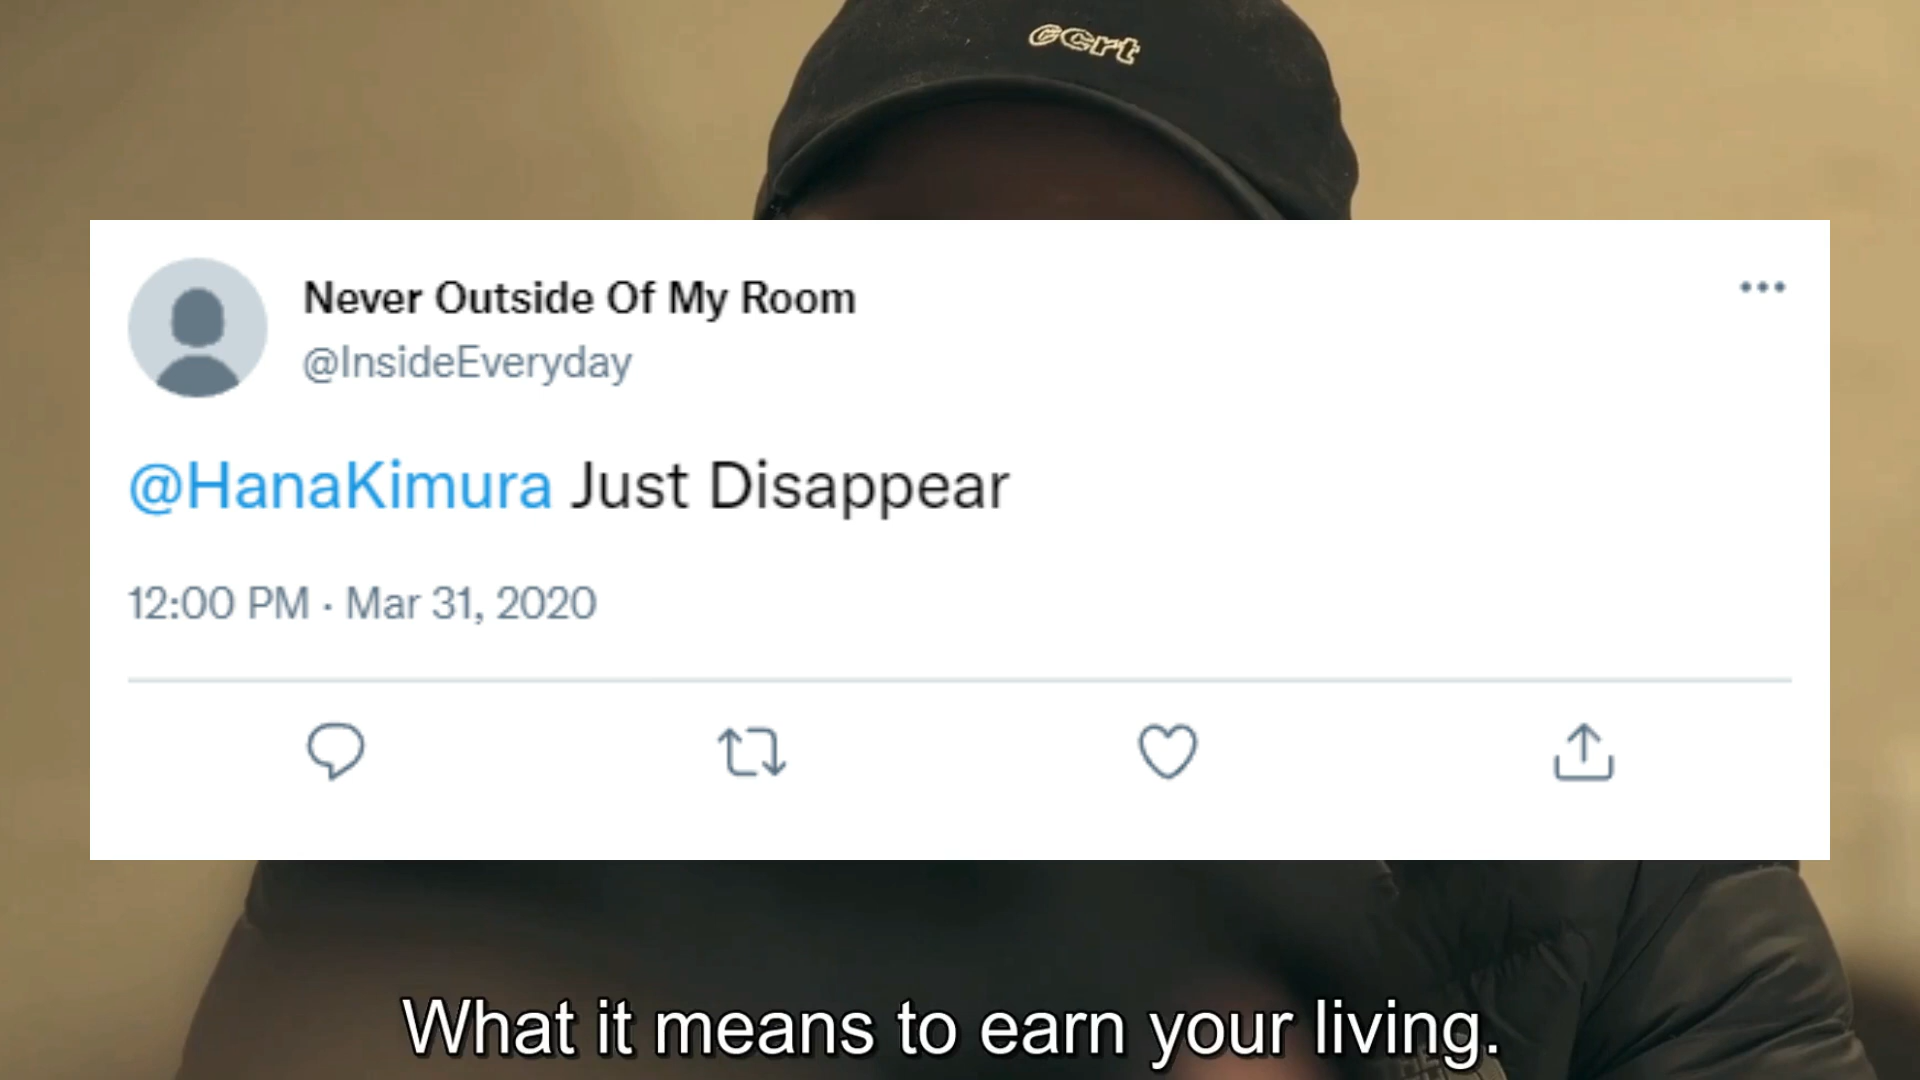 ccrt
Never Outside Of My Room
@InsideEveryday
@HanaKimura Just Disappear
12:00 PM · Mar 31, 2020
What it means to earn your living.